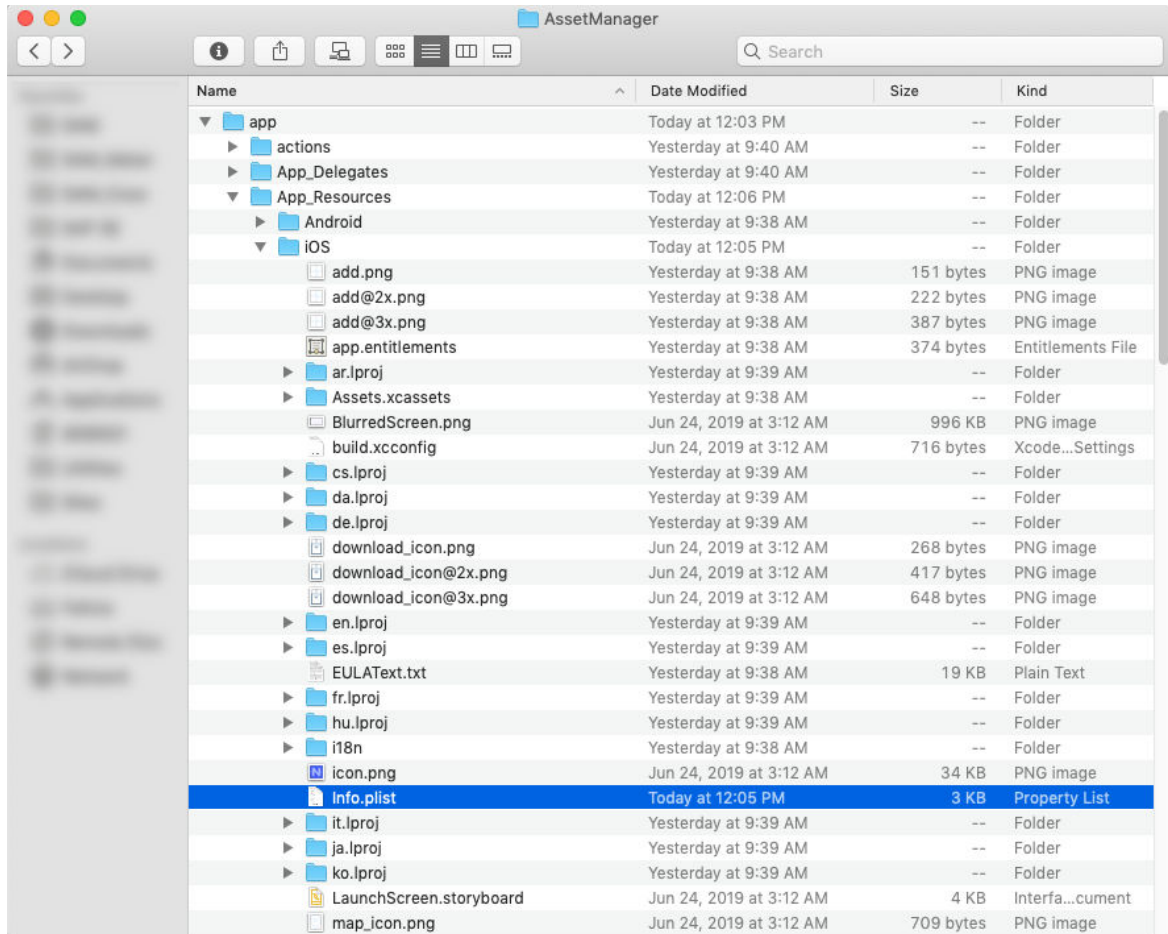 AssetManager
Search
Name Date Modified Size Kind
app Today at 12:03 PM -- Folder
actions Yesterday at 9:40 AM -- Folder
App_Delegates Yesterday at 9:40 AM -- Folder
App_Resources Today at 12:06 PM -- Folder
Android Yesterday at 9:38 AM -- Folder
iOS Today at 12:05 PM -- Folder
add.png Yesterday at 9:38 AM 151 bytes PNG image
add@2x.png Yesterday at 9:38 AM 222 bytes PNG image
add@3x.png Yesterday at 9:38 AM 387 bytes PNG image
app.entitlements Yesterday at 9:38 AM 374 bytes Entitlements File
ar.lproj Yesterday at 9:39 AM -- Folder
Assets.xcassets Yesterday at 9:38 AM -- Folder
BlurredScreen.png Jun 24, 2019 at 3:12 AM 996 KB PNG image
build.xcconfig Jun 24, 2019 at 3:12 AM 716 bytes Xcode...Settings
cs.lproj Yesterday at 9:39 AM -- Folder
da.lproj Yesterday at 9:39 AM -- Folder
de.lproj Yesterday at 9:39 AM -- Folder
download_icon.png Jun 24, 2019 at 3:12 AM 268 bytes PNG image
download_icon@2x.png Jun 24, 2019 at 3:12 AM 417 bytes PNG image
download_icon@3x.png Jun 24, 2019 at 3:12 AM 648 bytes PNG image
en.lproj Yesterday at 9:39 AM -- Folder
es.lproj Yesterday at 9:39 AM -- Folder
EULAText.txt Yesterday at 9:38 AM 19 KB Plain Text
fr.lproj Yesterday at 9:39 AM -- Folder
hu.lproj Yesterday at 9:39 AM -- Folder
i18n Yesterday at 9:38 AM -- Folder
icon.png Jun 24, 2019 at 3:12 AM 34 KB PNG image
Info.plist Today at 12:05 PM 3 KB Property List
it.lproj Yesterday at 9:39 AM -- Folder
ja.lproj Yesterday at 9:39 AM -- Folder
ko.lproj Yesterday at 9:39 AM -- Folder
LaunchScreen.storyboard Jun 24, 2019 at 3:12 AM 4 KB Interfa...cument
map_icon.png Jun 24, 2019 at 3:12 AM 709 bytes PNG image